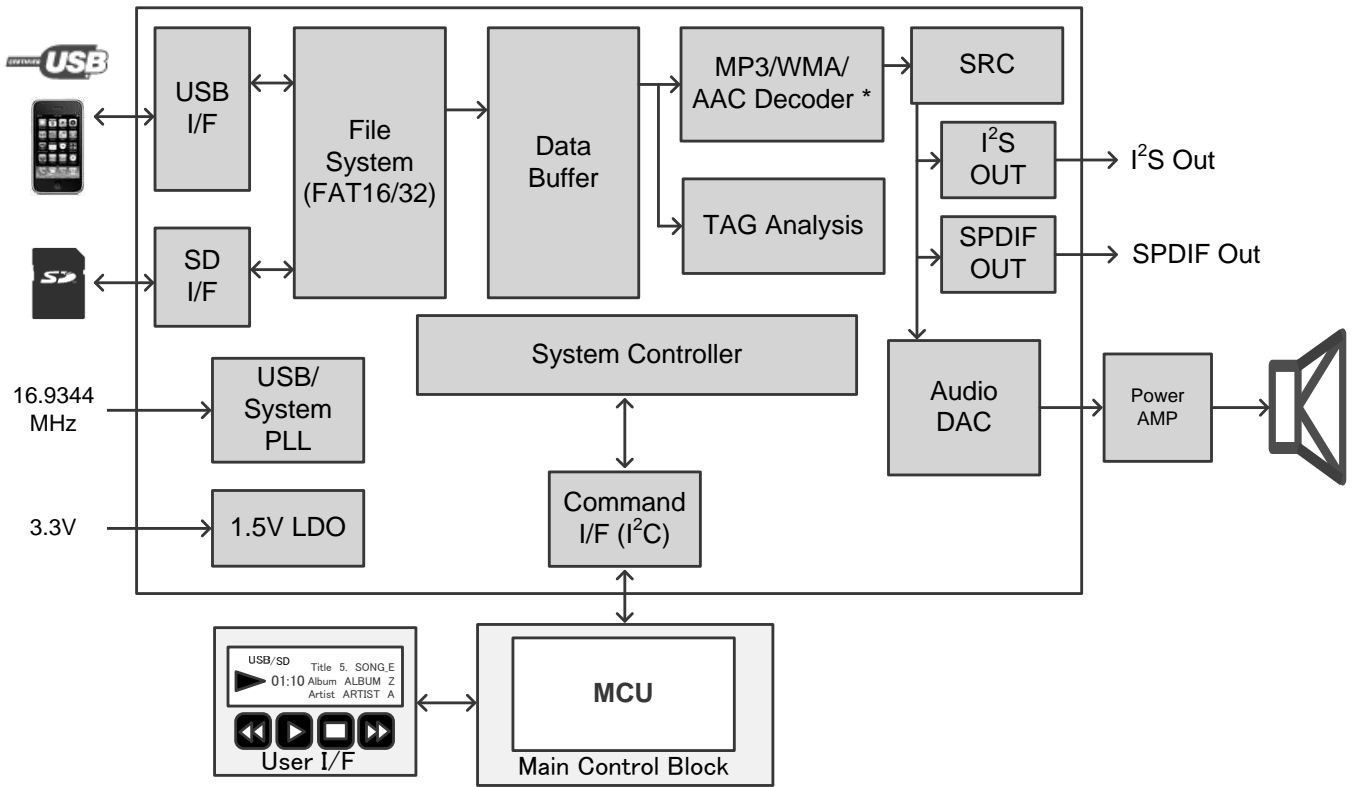 CERTIFIED USB
USB
I/F
File
System
(FAT16/32)
Data
Buffer
MP3/WMA/
AAC Decoder *
SRC
I²S
OUT
I²S Out
TAG Analysis
SPDIF
OUT
SPDIF Out
SD
I/F
SD
System Controller
16.9344
MHz
USB/
System
PLL
Audio
DAC
Power
AMP
3.3V
1.5V LDO
Command
I/F (I²C)
USB/SD
Title 5. SONG_E
01:10 Album ALBUM Z
Artist ARTIST A
User I/F
MCU
Main Control Block